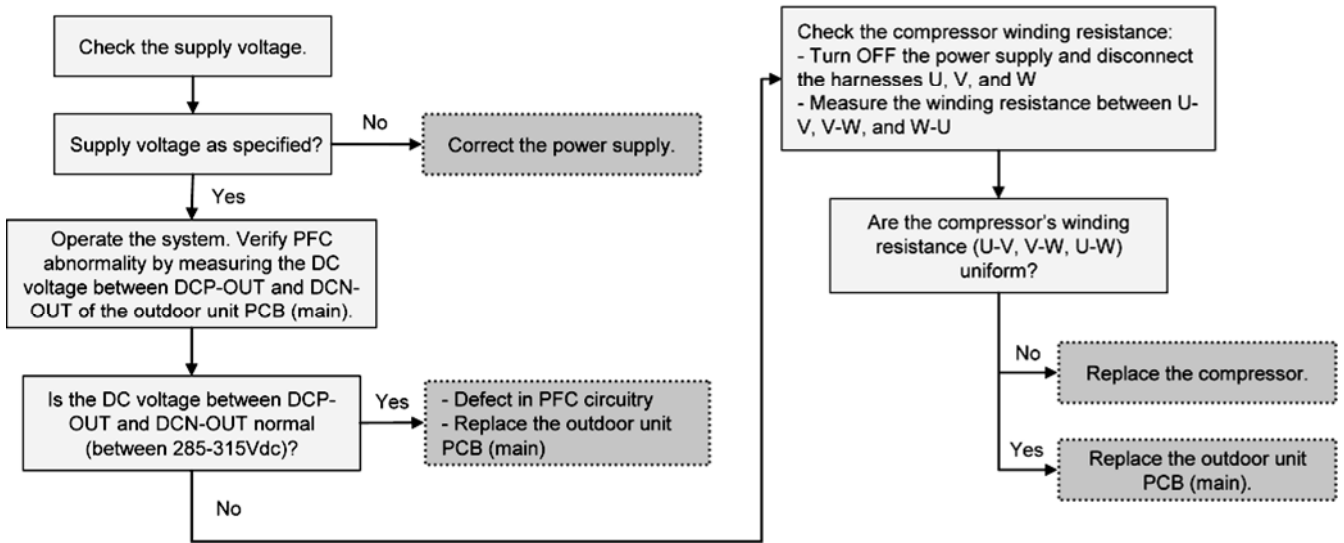 Check the supply voltage.
Supply voltage as specified?
No
Correct the power supply.
Yes
Operate the system. Verify PFC
abnormality by measuring the DC
voltage between DCP-OUT and DCN-
OUT of the outdoor unit PCB (main).
Is the DC voltage between DCP-
OUT and DCN-OUT normal
(between 285-315Vdc)?
Yes
- Defect in PFC circuitry
- Replace the outdoor unit
PCB (main)
No
Check the compressor winding resistance:
- Turn OFF the power supply and disconnect
the harnesses U, V, and W
- Measure the winding resistance between U-
V, V-W, and W-U
Are the compressor's winding
resistance (U-V, V-W, U-W)
uniform?
No
Replace the compressor.
Yes
Replace the outdoor unit
PCB (main).